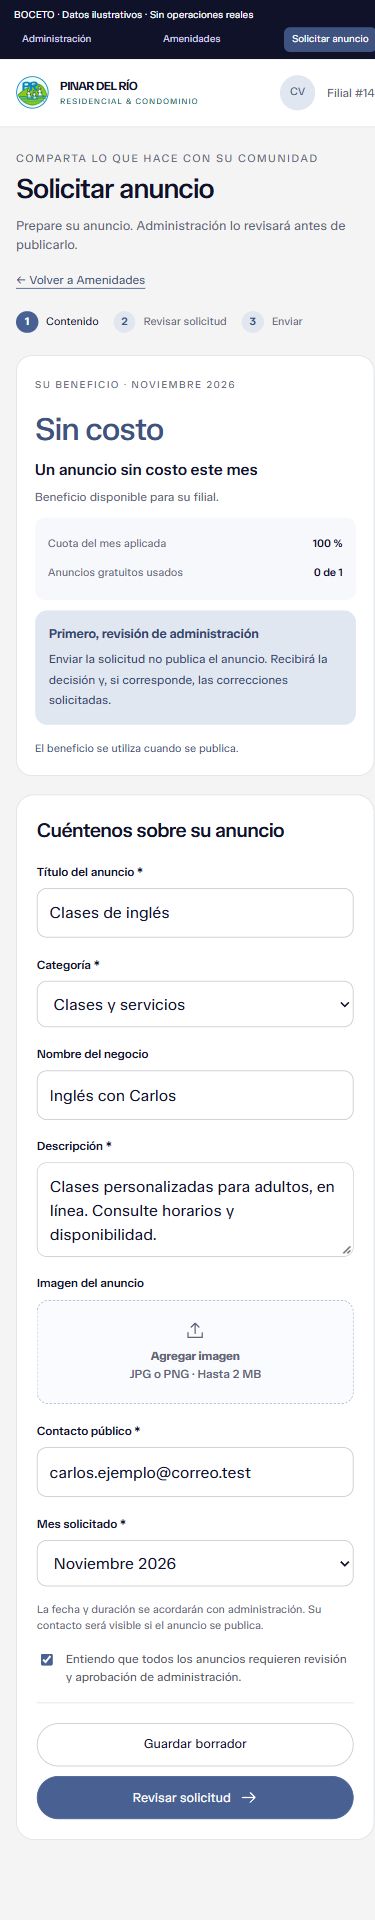 BOCETO · Datos ilustrativos · Sin operaciones reales
Administración
Amenidades
Solicitar anuncio
PINAR DEL RÍO
RESIDENCIAL & CONDOMINIO
CV
Filial #14
COMPARTA LO QUE HACE CON SU COMUNIDAD
Solicitar anuncio
Prepare su anuncio. Administración lo revisará antes de
publicarlo.
← Volver a Amenidades
1 Contenido 2 Revisar solicitud 3 Enviar
SU BENEFICIO · NOVIEMBRE 2026
Sin costo
Un anuncio sin costo este mes
Beneficio disponible para su filial.
Cuota del mes aplicada 100 %
Anuncios gratuitos usados 0 de 1
Primero, revisión de administración
Enviar la solicitud no publica el anuncio. Recibirá la
decisión y, si corresponde, las correcciones
solicitadas.
El beneficio se utiliza cuando se publica.
Cuéntenos sobre su anuncio
Título del anuncio *
Clases de inglés
Categoría *
Clases y servicios
Nombre del negocio
Inglés con Carlos
Descripción *
Clases personalizadas para adultos, en
línea. Consulte horarios y
disponibilidad.
Imagen del anuncio
Agregar imagen
JPG o PNG · Hasta 2 MB
Contacto público *
carlos.ejemplo@correo.test
Mes solicitado *
Noviembre 2026
La fecha y duración se acordarán con administración. Su
contacto será visible si el anuncio se publica.
Entiendo que todos los anuncios requieren revisión
y aprobación de administración.
Guardar borrador
Revisar solicitud →